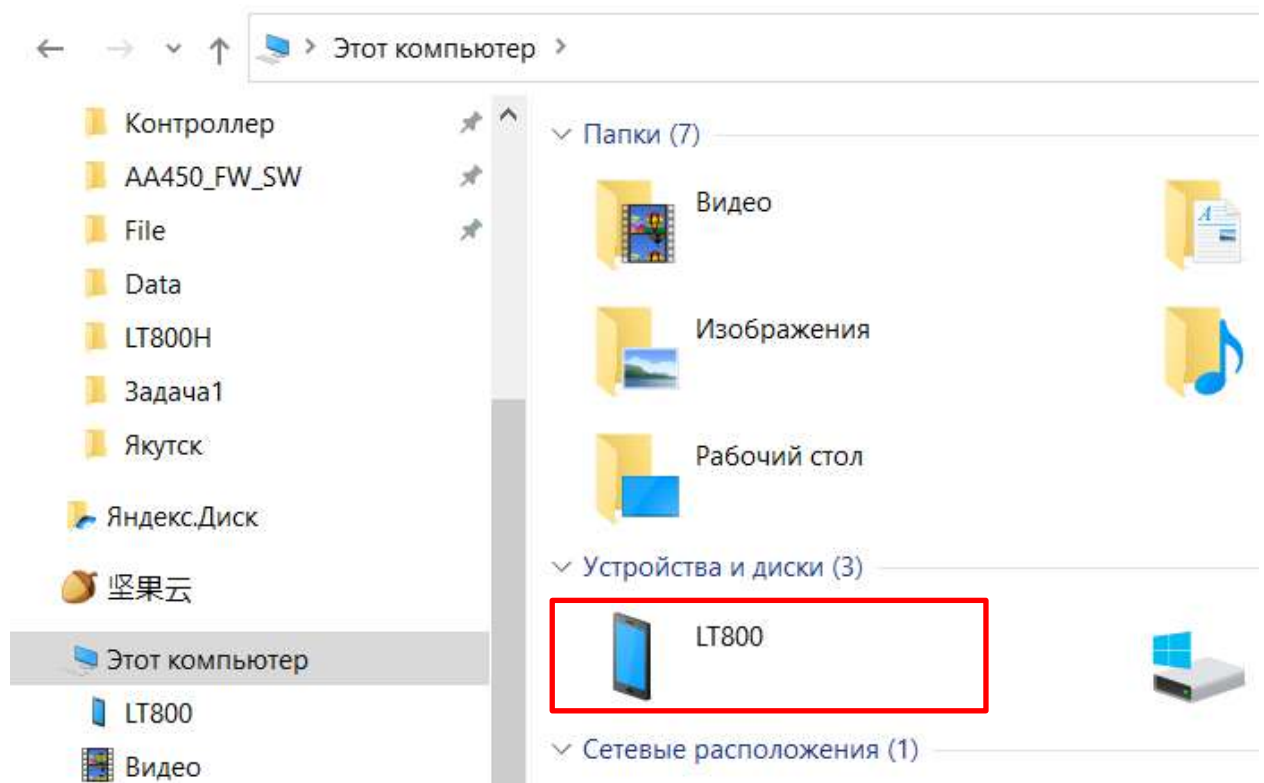 Этот компьютер
Контроллер
AA450_FW_SW
File
Data
LT800H
Задача1
Якутск
Яндекс.Диск
坚果云
Этот компьютер
LT800
Видео
Папки (7)
Видео
Изображения
Рабочий стол
Устройства и диски (3)
LT800
Сетевые расположения (1)